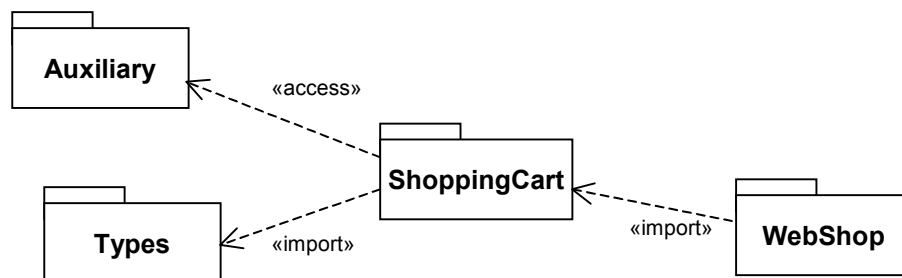 Auxiliary
«access»
ShoppingCart
Types
«import»
«import»
WebShop